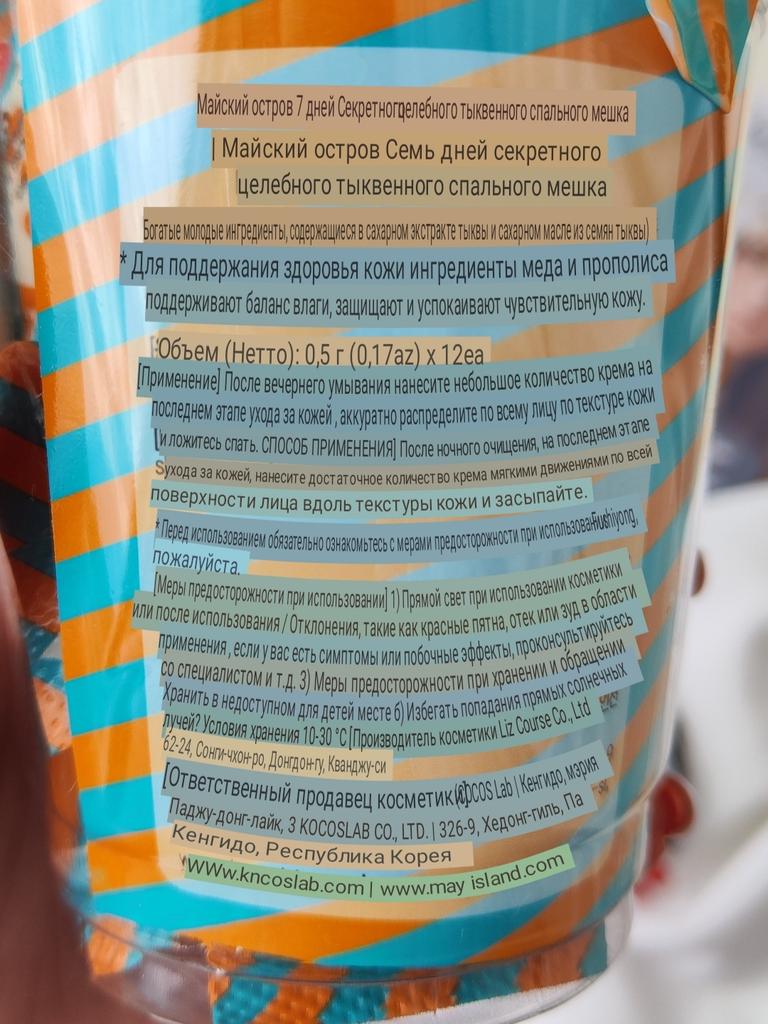 Майский остров 7 дней Секретногоцелебного тыквенного спального мешка
| Майский остров Семь дней секретного
целебного тыквенного спального мешка
Богатые молодые ингредиенты, содержащиеся в сахарном экстракте тыквы и сахарном масле из семян тыквы)
* Для поддержания здоровья кожи ингредиенты меда и прополиса
поддерживают баланс влаги, защищают и успокаивают чувствительную кожу.
Объем (Нетто): 0,5 г (0,17az) x 12ea
[Применение] После вечернего умывания нанесите небольшое количество крема на
последнем этапе ухода за кожей , аккуратно распределите по всему лицу по текстуре кожи
и ложитесь спать. СПОСОБ ПРИМЕНЕНИЯ] После ночного очищения, на последнем этапе
ухода за кожей, нанесите достаточное количество крема мягкими движениями по всей
поверхности лица вдоль текстуры кожи и засыпайте.
* Перед использованием обязательно ознакомьтесь с мерами предосторожности при
пожалуйста.
[Меры предосторожности при использовании] 1) Прямой свет при использовании косметики
или после использования / Отклонения, такие как красные пятна, отек или зуд в области
применения , если у вас есть симптомы или побочные эффекты, проконсультируйтесь
со специалистом и т.д. 3) Меры предосторожности при хранении и обращении
Хранить в недоступном для детей месте б) Избегать попадания прямых солнечных
лучей? Условия хранения 10-30 °C [Производитель косметики Liz Course Co., Ltd
62-24, Сонги-чхон-ро, Донгдон-гу, Кванджу-си
[Ответственный продавец косметики] KOCOS Lab | Кенгидо, мэрия
Паджу-донг-лайк, 3 KOCOSLAB CO., LTD. | 326-9, Хедонг-гиль, Па
Кенгидо, Республика Корея
www.kncoslab.com | www.may island.com